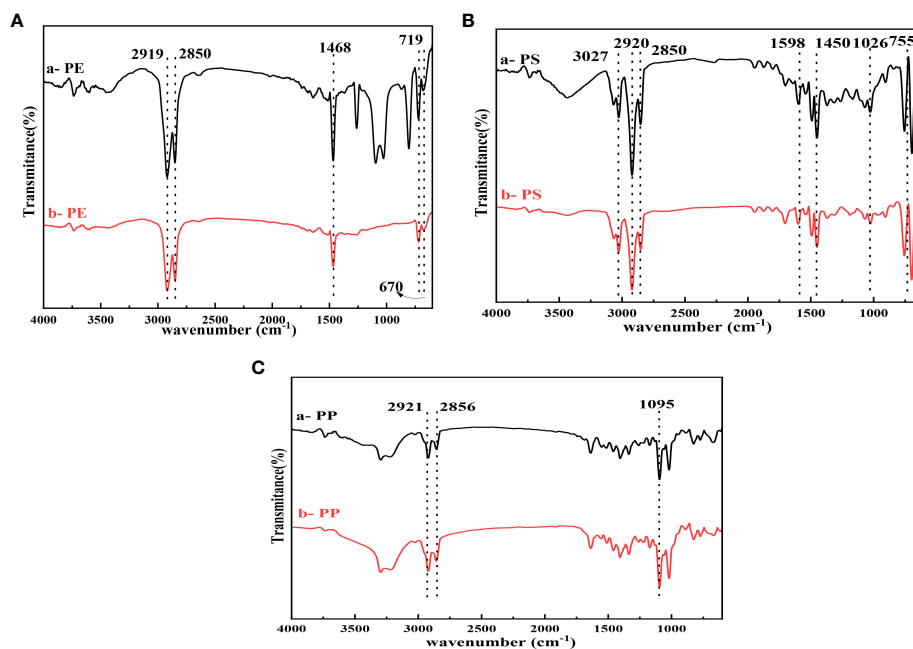 A
2919
2850
1468
719
a- PE
b- PE
670
Transmitance(%)
4000
3500
3000
2500
2000
1500
1000
wavenumber (cm⁻¹)
B
3027
2920
2850
1598
1450
1026
755
a- PS
b- PS
Transmitance(%)
4000
3500
3000
2500
2000
1500
1000
wavenumber (cm⁻¹)
C
2921
2856
1095
a- PP
b- PP
Transmitance(%)
4000
3500
3000
2500
2000
1500
1000
wavenumber (cm⁻¹)